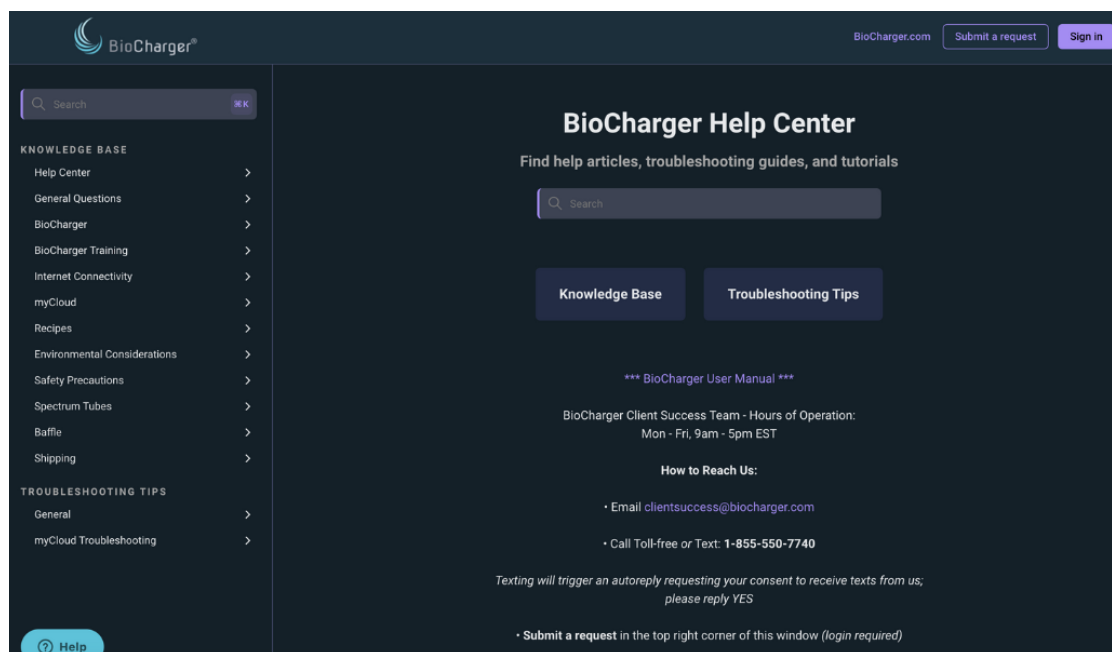 BioCharger®
BioCharger.com
Submit a request
Sign in
Search
⌘K
KNOWLEDGE BASE
Help Center
General Questions
BioCharger
BioCharger Training
Internet Connectivity
myCloud
Recipes
Environmental Considerations
Safety Precautions
Spectrum Tubes
Baffle
Shipping
TROUBLESHOOTING TIPS
General
myCloud Troubleshooting
Help
BioCharger Help Center
Find help articles, troubleshooting guides, and tutorials
Search
Knowledge Base
Troubleshooting Tips
*** BioCharger User Manual ***
BioCharger Client Success Team - Hours of Operation:
Mon - Fri, 9am - 5pm EST
How to Reach Us:
• Email clientsuccess@biocharger.com
• Call Toll-free or Text: 1-855-550-7740
Texting will trigger an autoreply requesting your consent to receive texts from us;
please reply YES
• Submit a request in the top right corner of this window (login required)